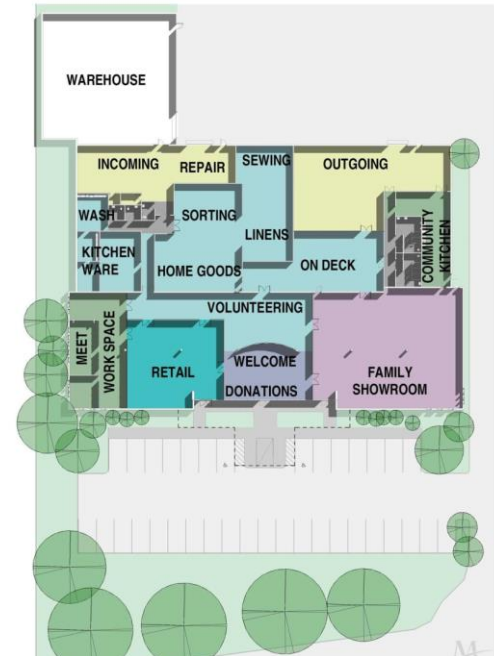 WAREHOUSE
INCOMING
REPAIR
SEWING
OUTGOING
WASH
SORTING
COMMUNITY
KITCHEN
LINENS
KITCHEN
WARE
HOME GOODS
ON DECK
VOLUNTEERING
MEET
WORK SPACE
RETAIL
WELCOME
DONATIONS
FAMILY
SHOWROOM